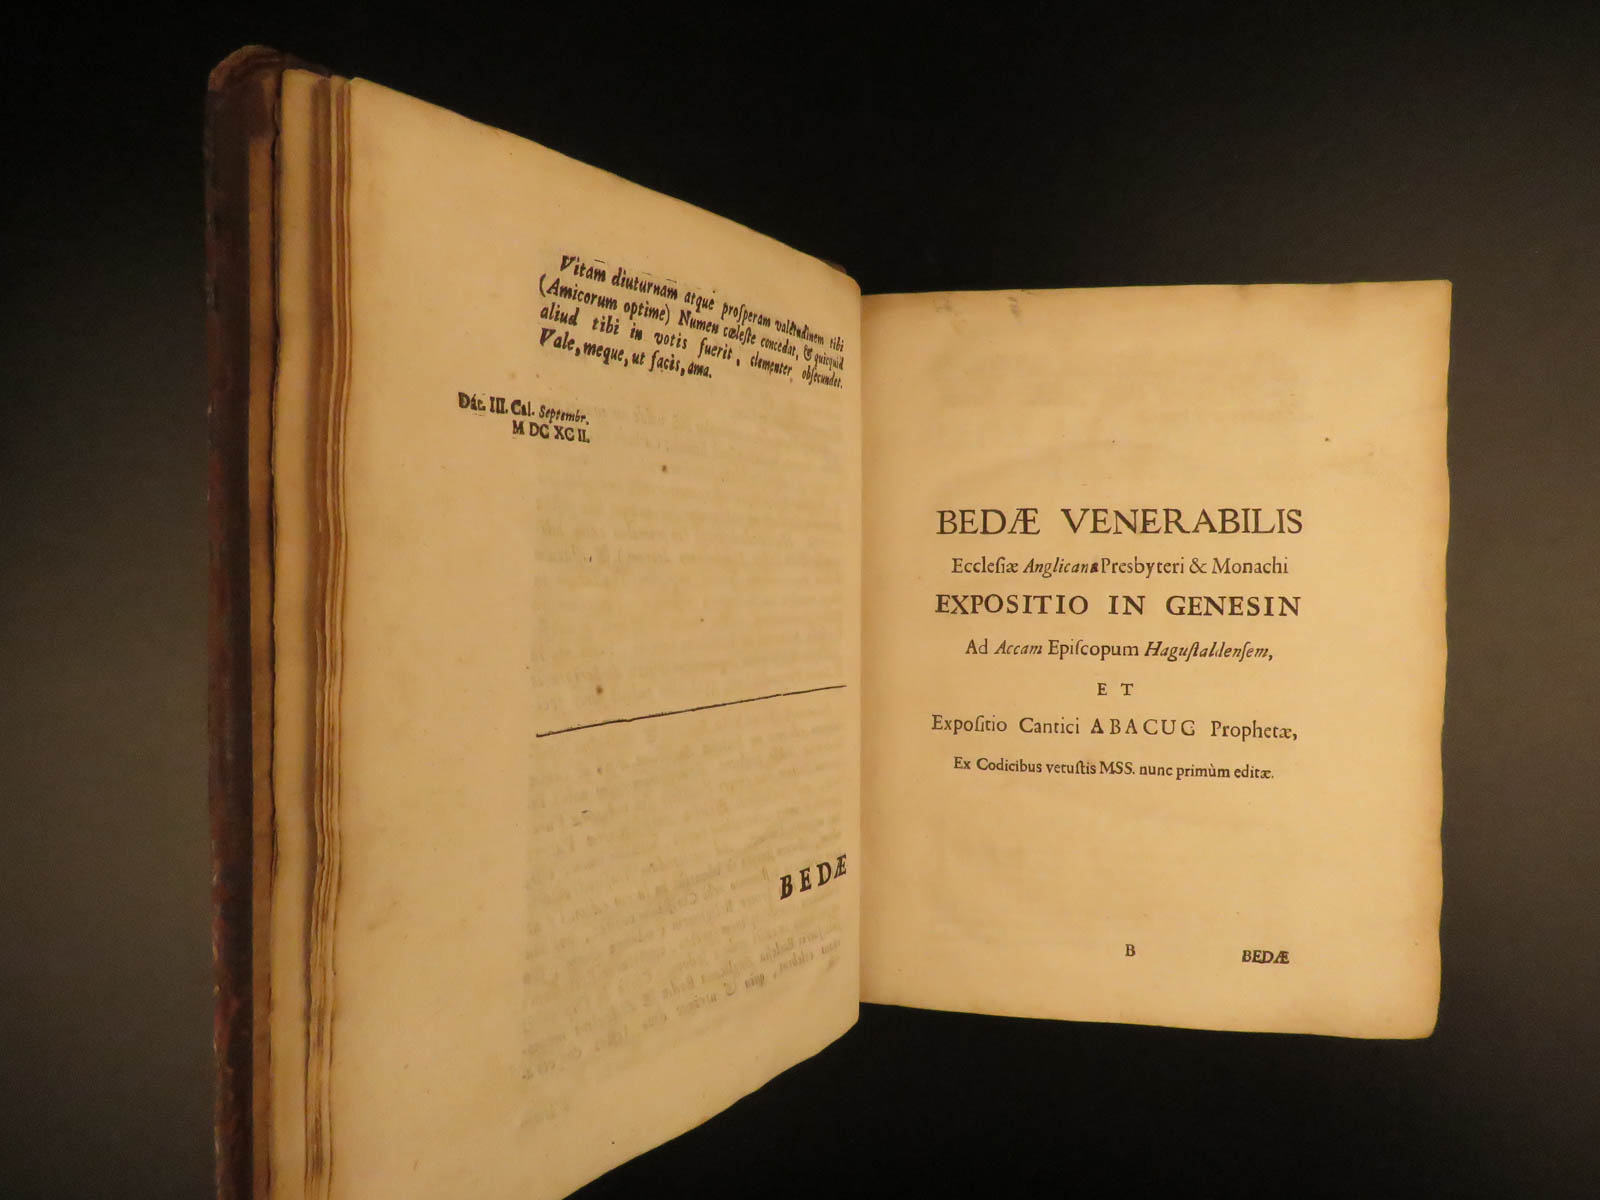 Vitam diuturnam atque prosperam valetudinem tibi
(Amicorum optime) Numen cœleste concedat, & quicquid
aliud tibi in votis fuerit, clementer obsecundet.
Vale, meque, ut facis, ama.
Dat. III. Cal. Septembr.
M DC XC II.
BEDÆ
BEDÆ VENERABILIS
Ecclesiæ Anglicanæ Presbyteri & Monachi
EXPOSITIO IN GENESIN
Ad Accam Episcopum Hagustaldensem,
ET
Expositio Cantici ABACUG Prophetæ,
Ex Codicibus vetustis MSS. nunc primùm editæ.
B BEDÆ